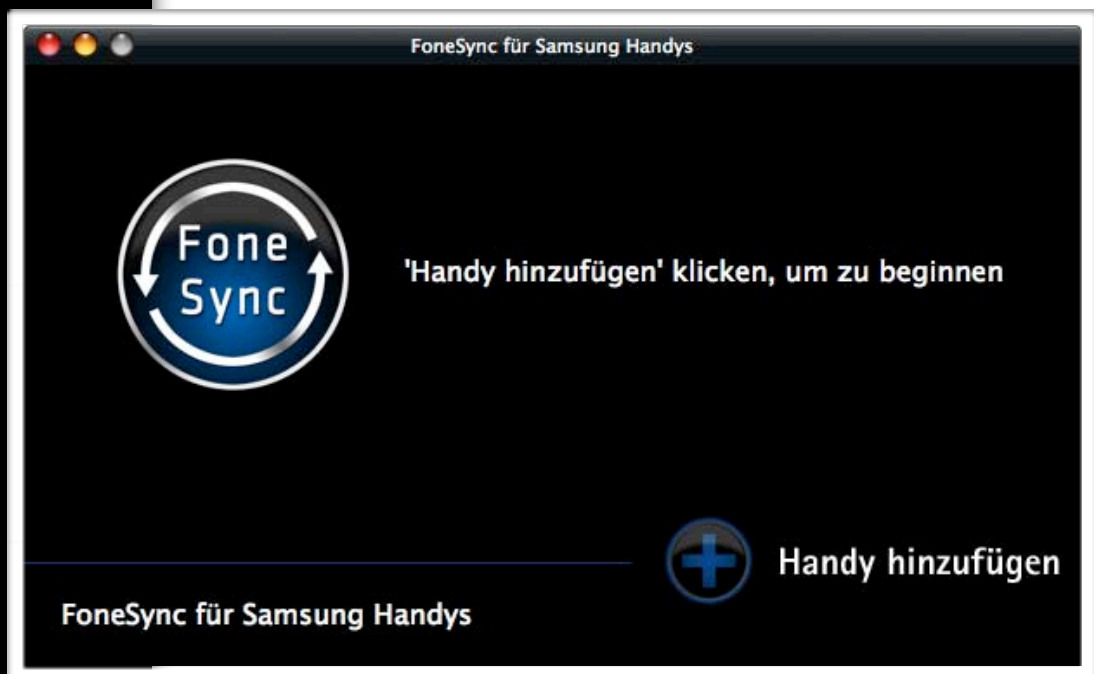 FoneSync für Samsung Handys
Fone
Sync
'Handy hinzufügen' klicken, um zu beginnen
Handy hinzufügen
FoneSync für Samsung Handys